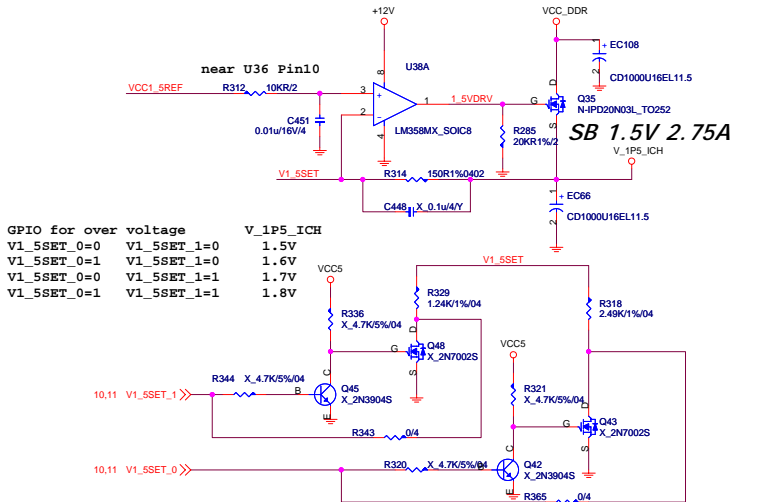 +12V
VCC_DDR
8
U38A
1
+ EC108
2
CD1000U16EL11.5
near U36 Pin10
VCC1_5REF
R312
10KR/2
3
+
1
1_5VDRV
G
D
Q35
N-IPD20N03L_TO252
S
2
-
C451
0.01u/16V/4
4
LM358MX_SOIC8
R285
20KR1%/2
SB 1.5V 2.75A
V_1P5_ICH
V1_5SET
R314
150R1%0402
1
+ EC66
C448
X_0.1u/4/Y
2
CD1000U16EL11.5
GPIO for over voltage V_1P5_ICH
V1_5SET_0=0 V1_5SET_1=0 1.5V
V1_5SET_0=1 V1_5SET_1=0 1.6V
V1_5SET_0=0 V1_5SET_1=1 1.7V
V1_5SET_0=1 V1_5SET_1=1 1.8V
V1_5SET
VCC5
R329
1.24K/1%/04
R318
2.49K/1%/04
R336
X_4.7K/5%/04
D
G
Q48
X_2N7002S
S
VCC5
R344
X_4.7K/5%/04
C
B
Q45
X_2N3904S
E
10,11 V1_5SET_1
R321
X_4.7K/5%/04
D
G
Q43
X_2N7002S
S
R343
0/4
C
10,11 V1_5SET_0
R320
X_4.7K/5%/04
B
Q42
X_2N3904S
E
R365
0/4